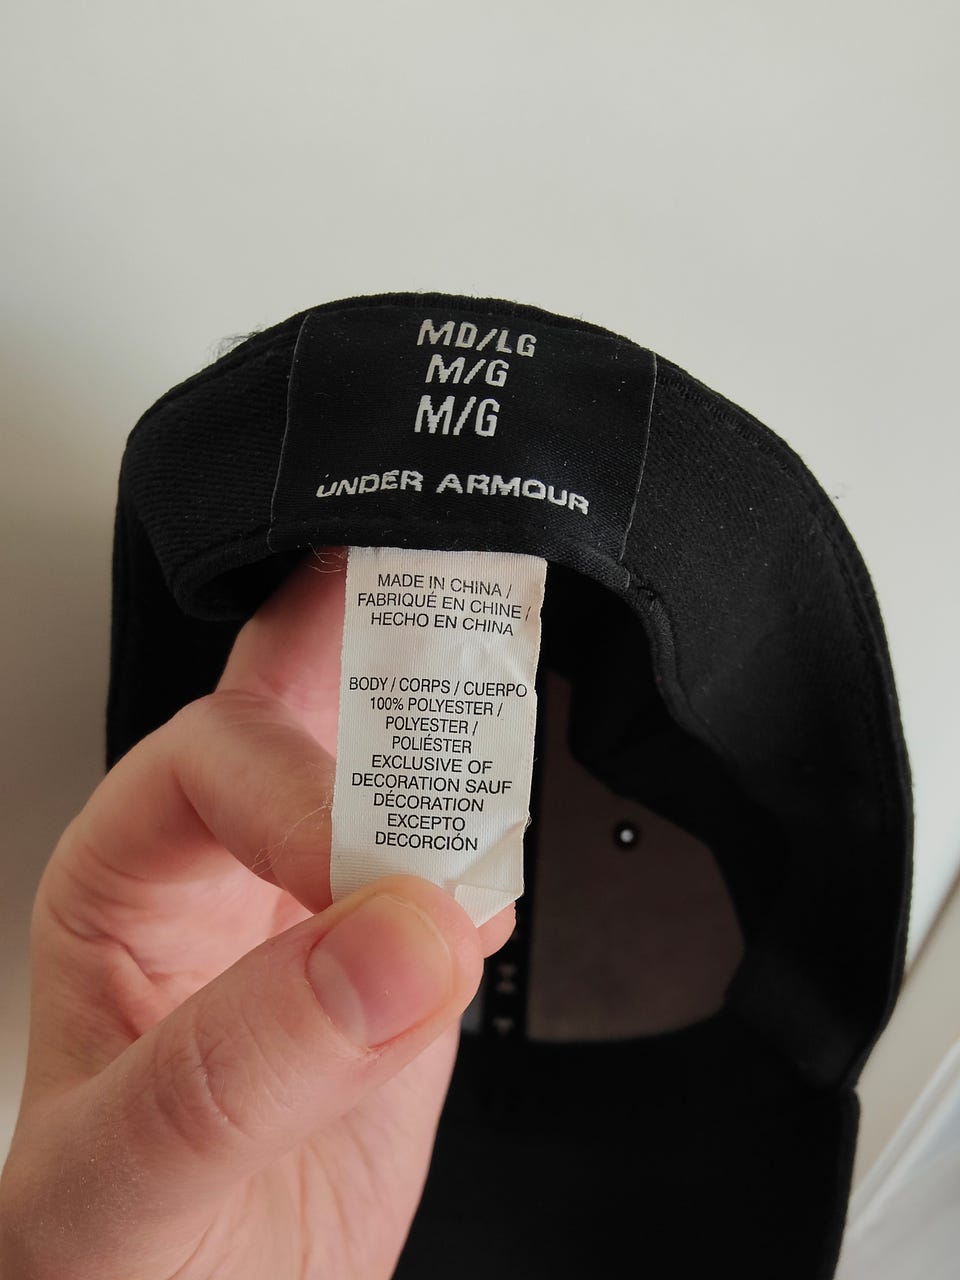 MD/LG
M/G
M/G
UNDER ARMOUR
MADE IN CHINA /
FABRIQUÉ EN CHINE /
HECHO EN CHINA
BODY / CORPS / CUERPO
100% POLYESTER /
POLYESTER /
POLIÉSTER
EXCLUSIVE OF
DECORATION SAUF
DÉCORATION
EXCEPTO
DECORCIÓN